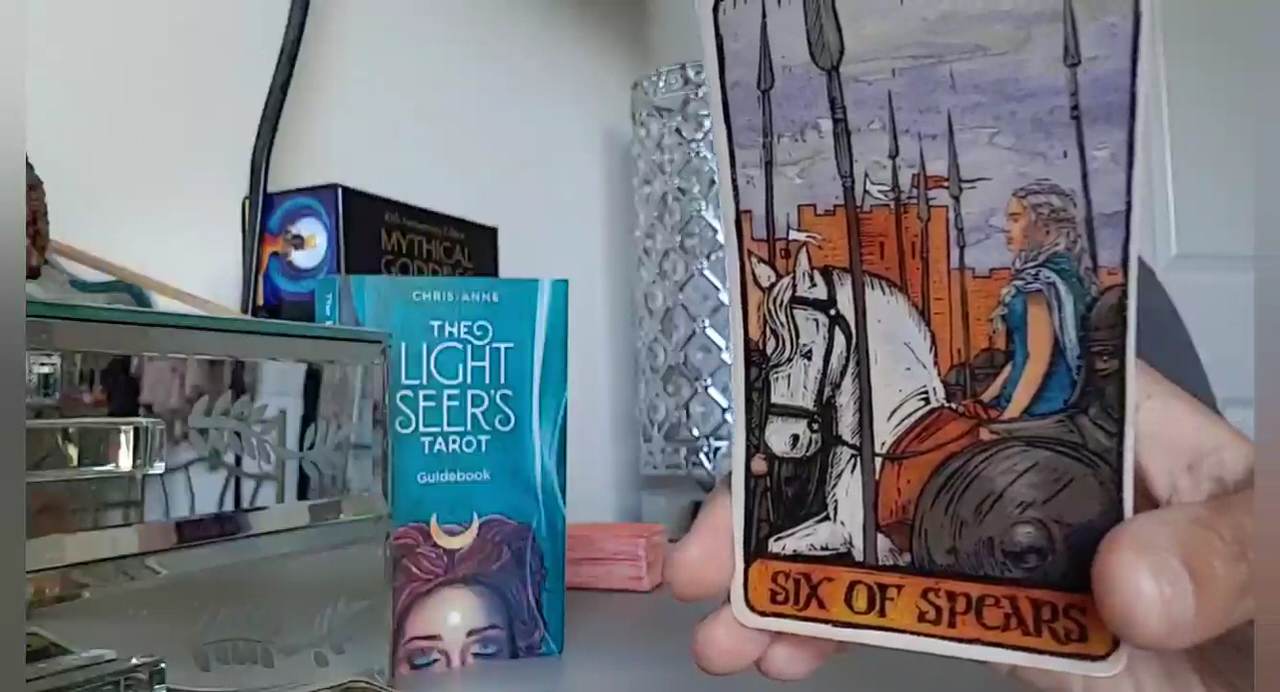 MYTHICAL
GODDESS
CHRIS-ANNE
THE
LIGHT
SEER'S
TAROT
Guidebook
SIX OF SPEARS